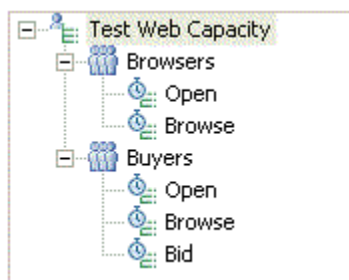 Test Web Capacity
Browsers
Open
Browse
Buyers
Open
Browse
Bid